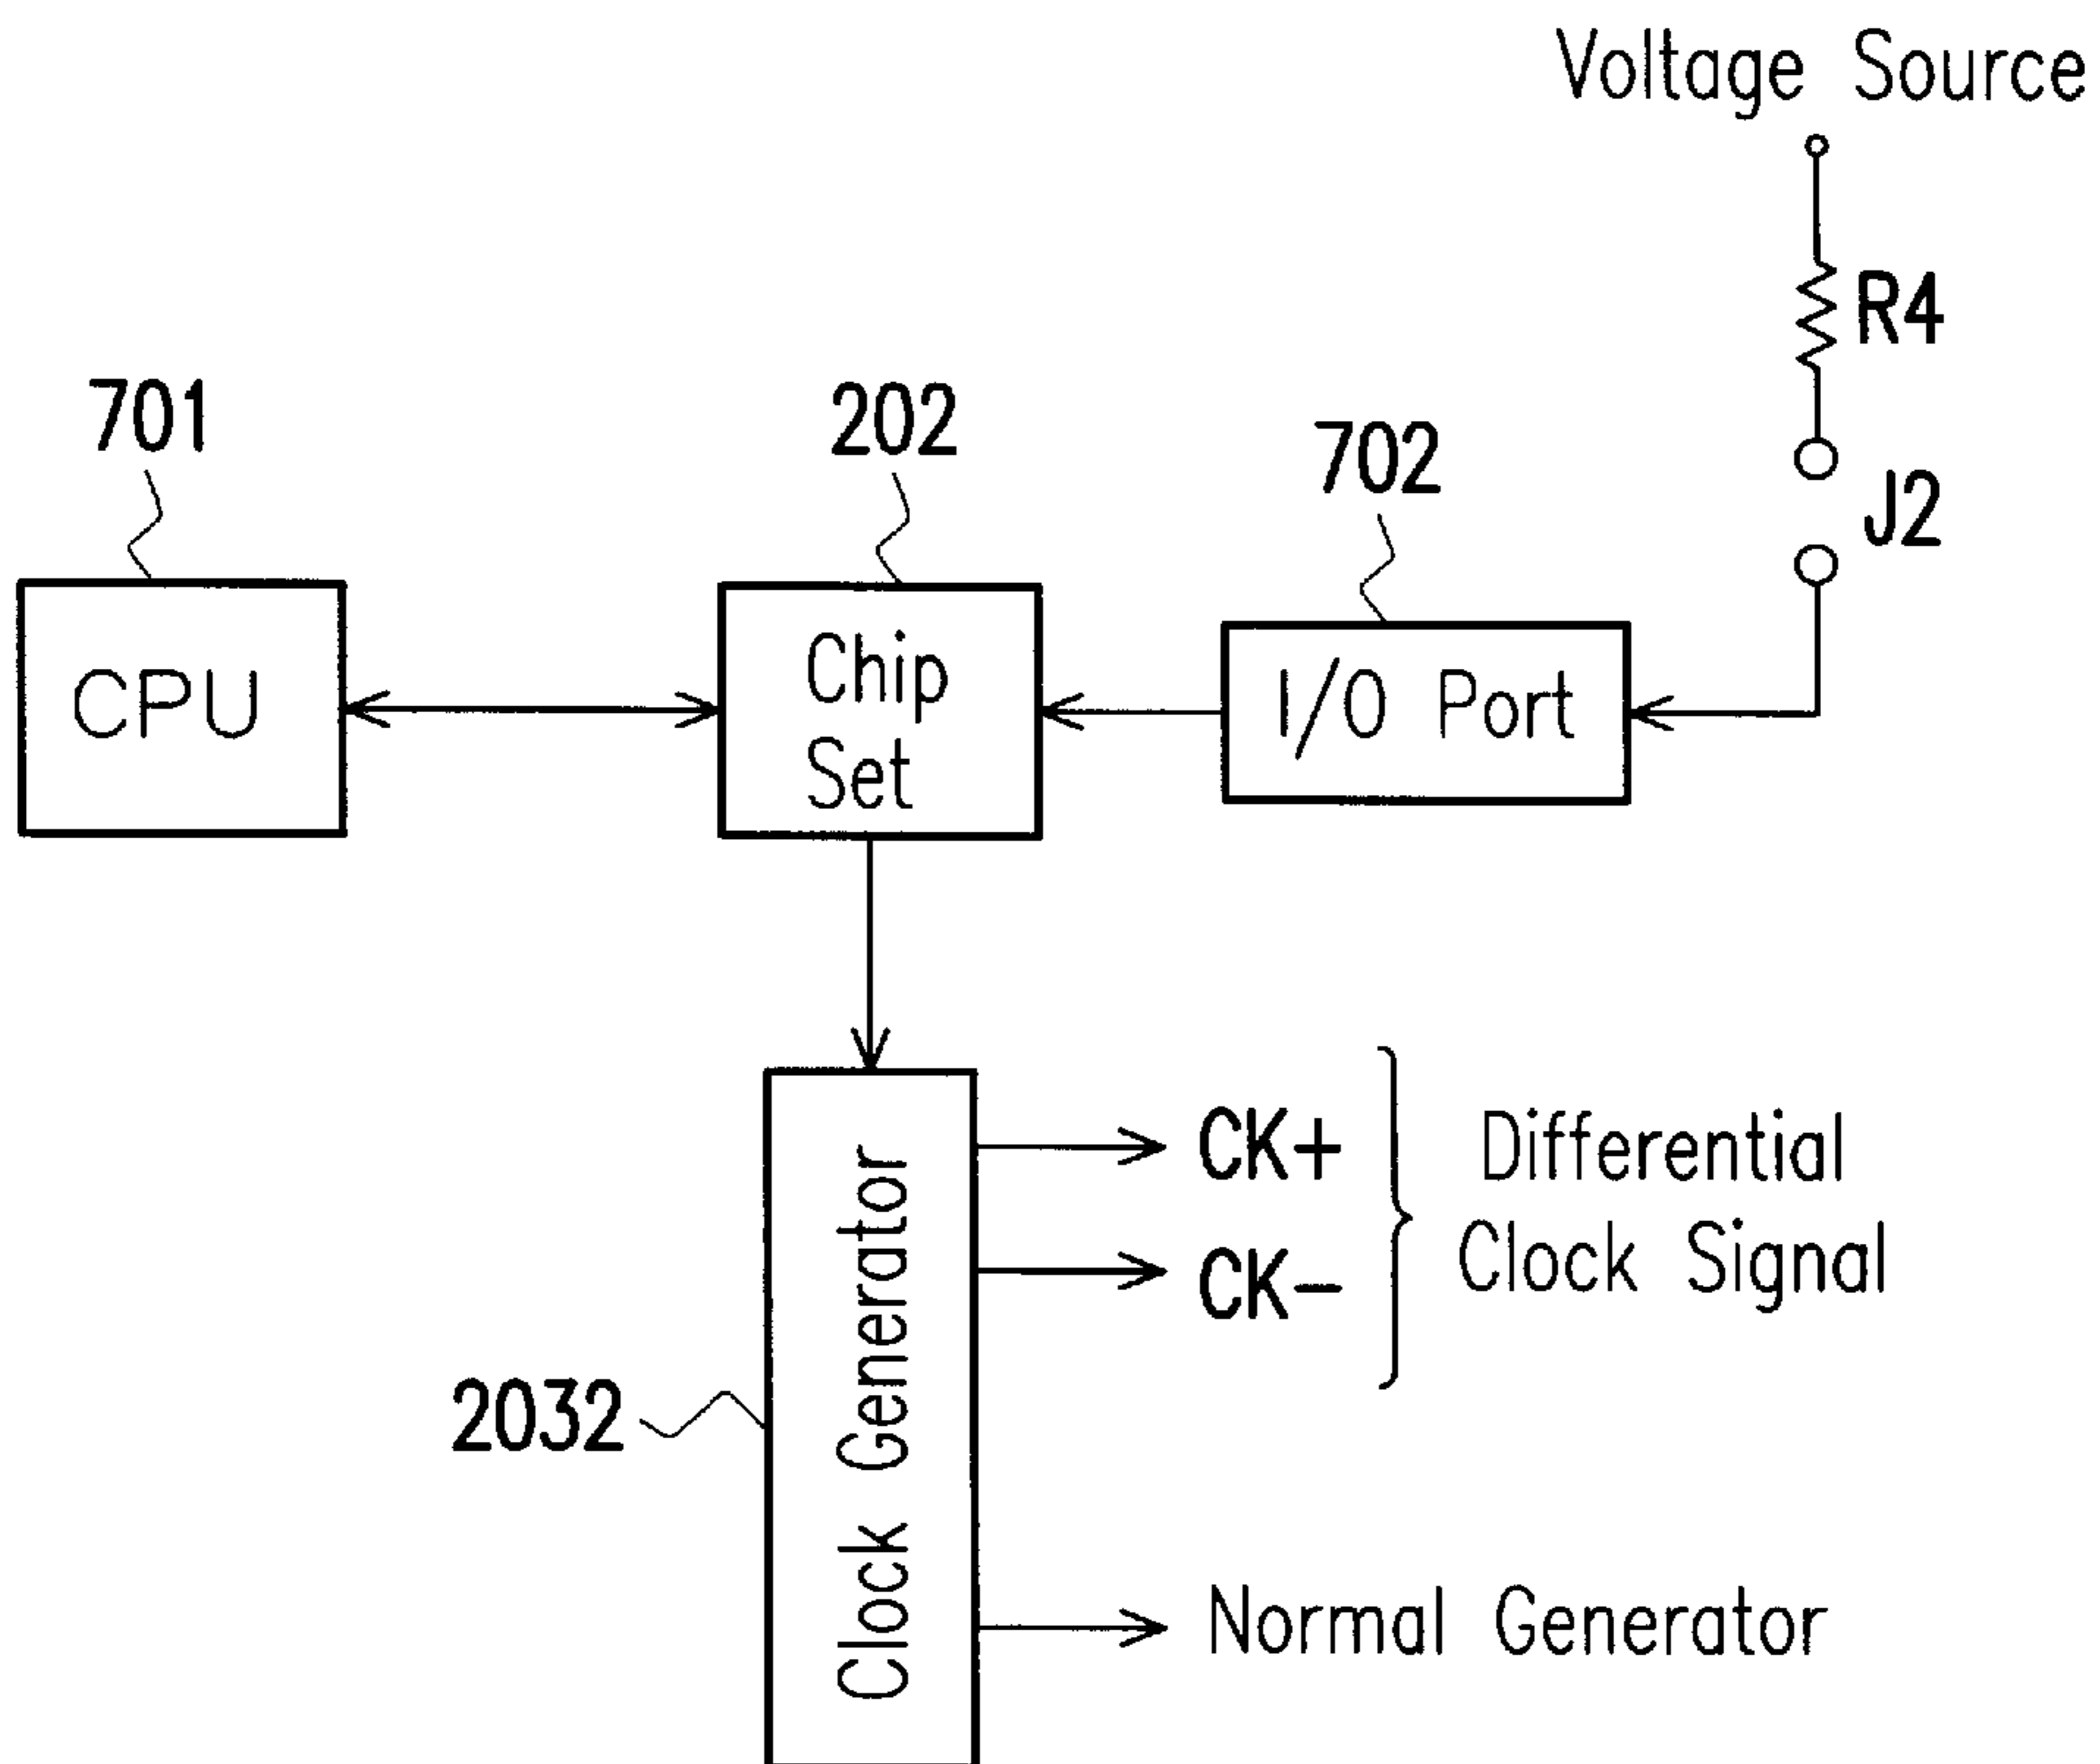 Voltage Source
R4
701
202
702
J2
CPU
Chip
Set
I/O Port
CK+
Differential
Clock Signal
CK-
Clock Generator
2032
Normal Generator